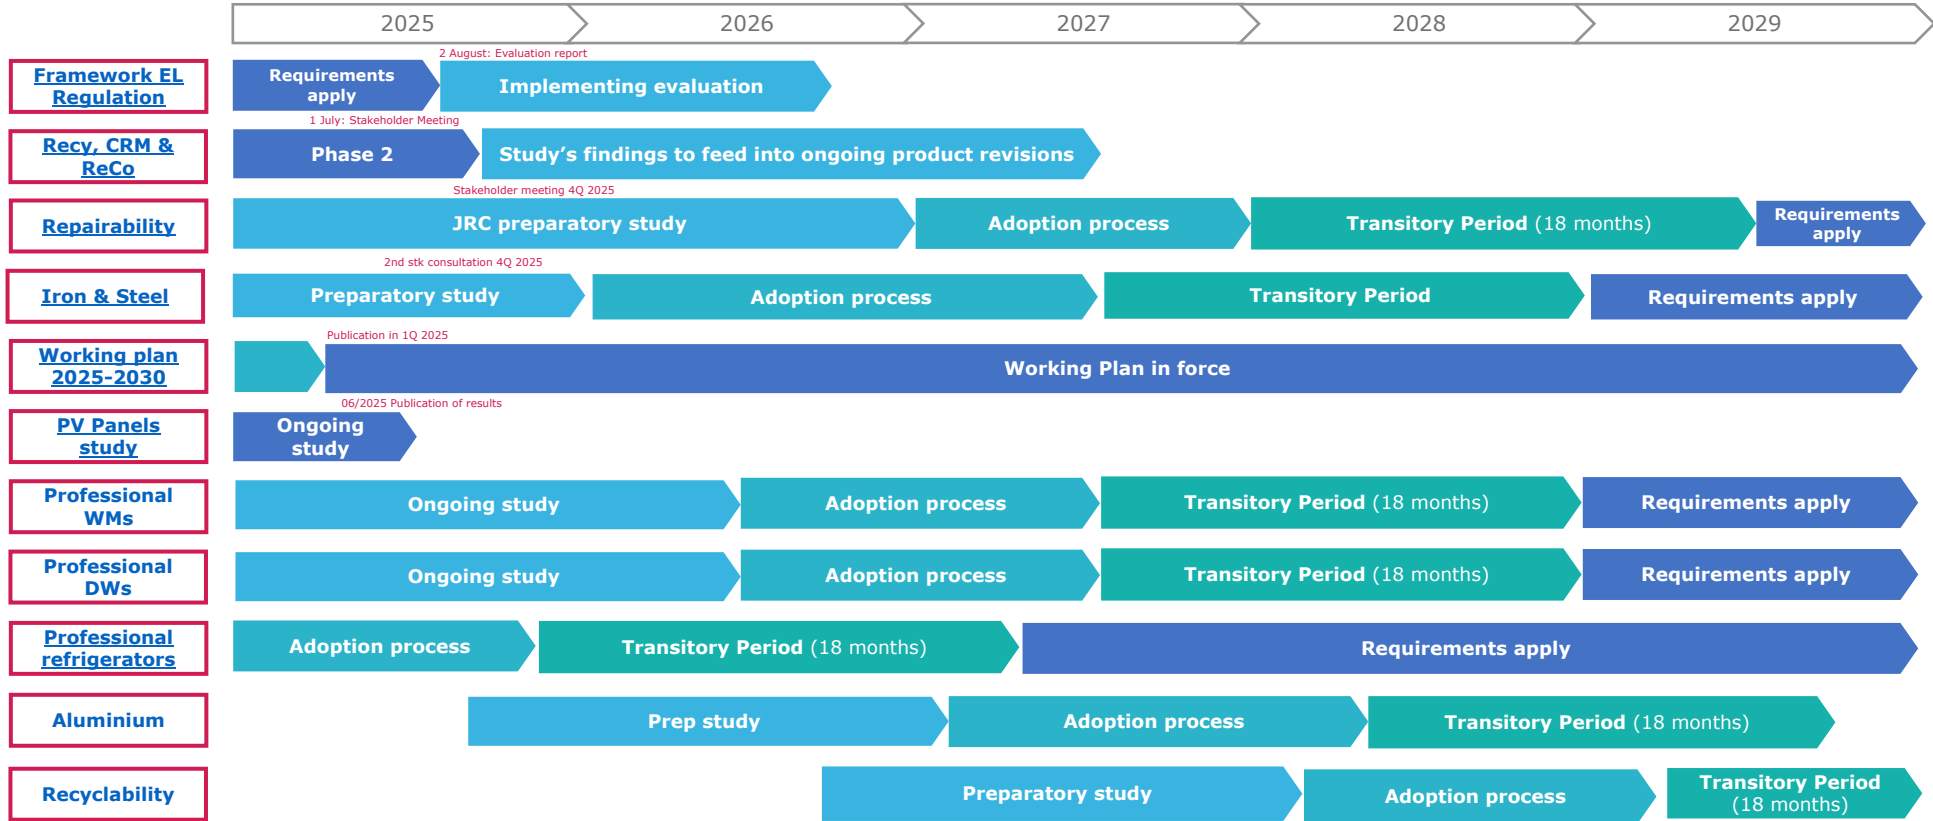 2025
2026
2027
2028
2029
2 August: Evaluation report
Framework EL
Regulation
Requirements
apply
Implementing evaluation
1 July: Stakeholder Meeting
Recy, CRM &
ReCo
Phase 2
Study's findings to feed into ongoing product revisions
Stakeholder meeting 4Q 2025
Repairability
JRC preparatory study
Adoption process
Transitory Period (18 months)
Requirements
apply
2nd stk consultation 4Q 2025
Iron & Steel
Preparatory study
Adoption process
Transitory Period
Requirements apply
Publication in 1Q 2025
Working plan
2025-2030
Working Plan in force
06/2025 Publication of results
PV Panels
study
Ongoing
study
Professional
WMs
Ongoing study
Adoption process
Transitory Period (18 months)
Requirements apply
Professional
DWs
Ongoing study
Adoption process
Transitory Period (18 months)
Requirements apply
Professional
refrigerators
Adoption process
Transitory Period (18 months)
Requirements apply
Aluminium
Prep study
Adoption process
Transitory Period (18 months)
Recyclability
Preparatory study
Adoption process
Transitory Period
(18 months)